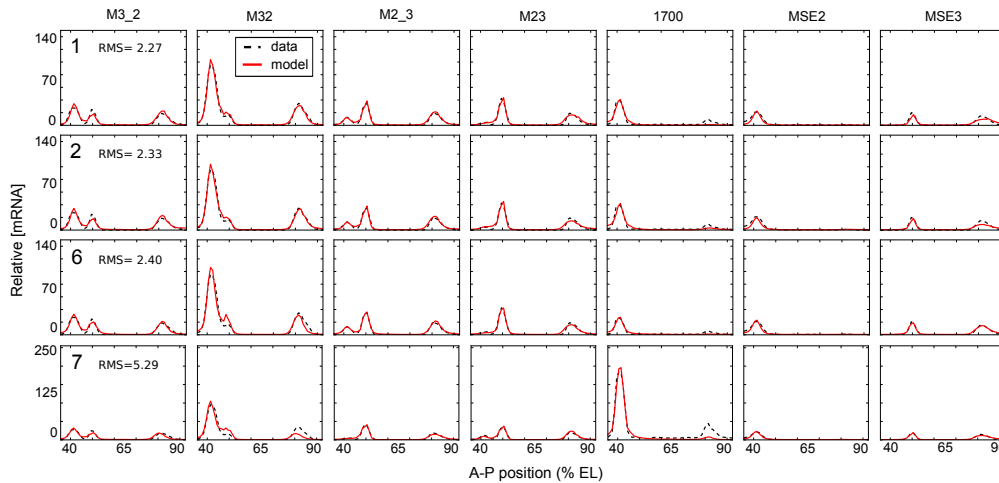 M3_2 M32 M2_3 M23 1700 MSE2 MSE3
140 1 RMS= 2.27 data
model
70
0
140 2 RMS= 2.33
70
0
140 6 RMS= 2.40
70
0
250 7 RMS=5.29
125
0
40 65 90 40 65 90 40 65 90 40 65 90 40 65 90 40 65 90 40 65 90
Relative [mRNA]
A-P position (% EL)